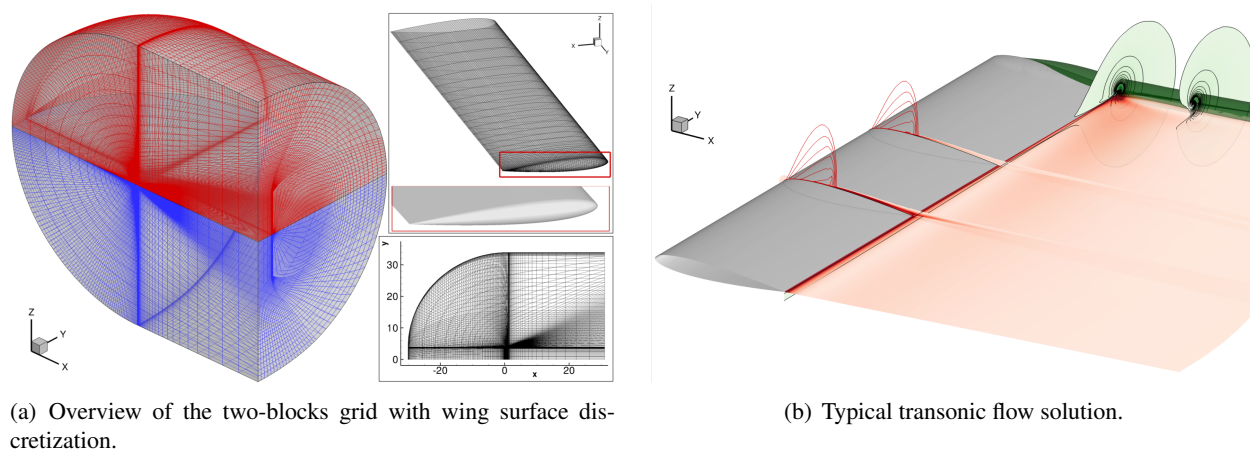 Z
Y
X
Z
X
Y
y
30
20
10
0
-20
0
20
x
Z
Y
X
(a) Overview of the two-blocks grid with wing surface dis-
cretization.
(b) Typical transonic flow solution.